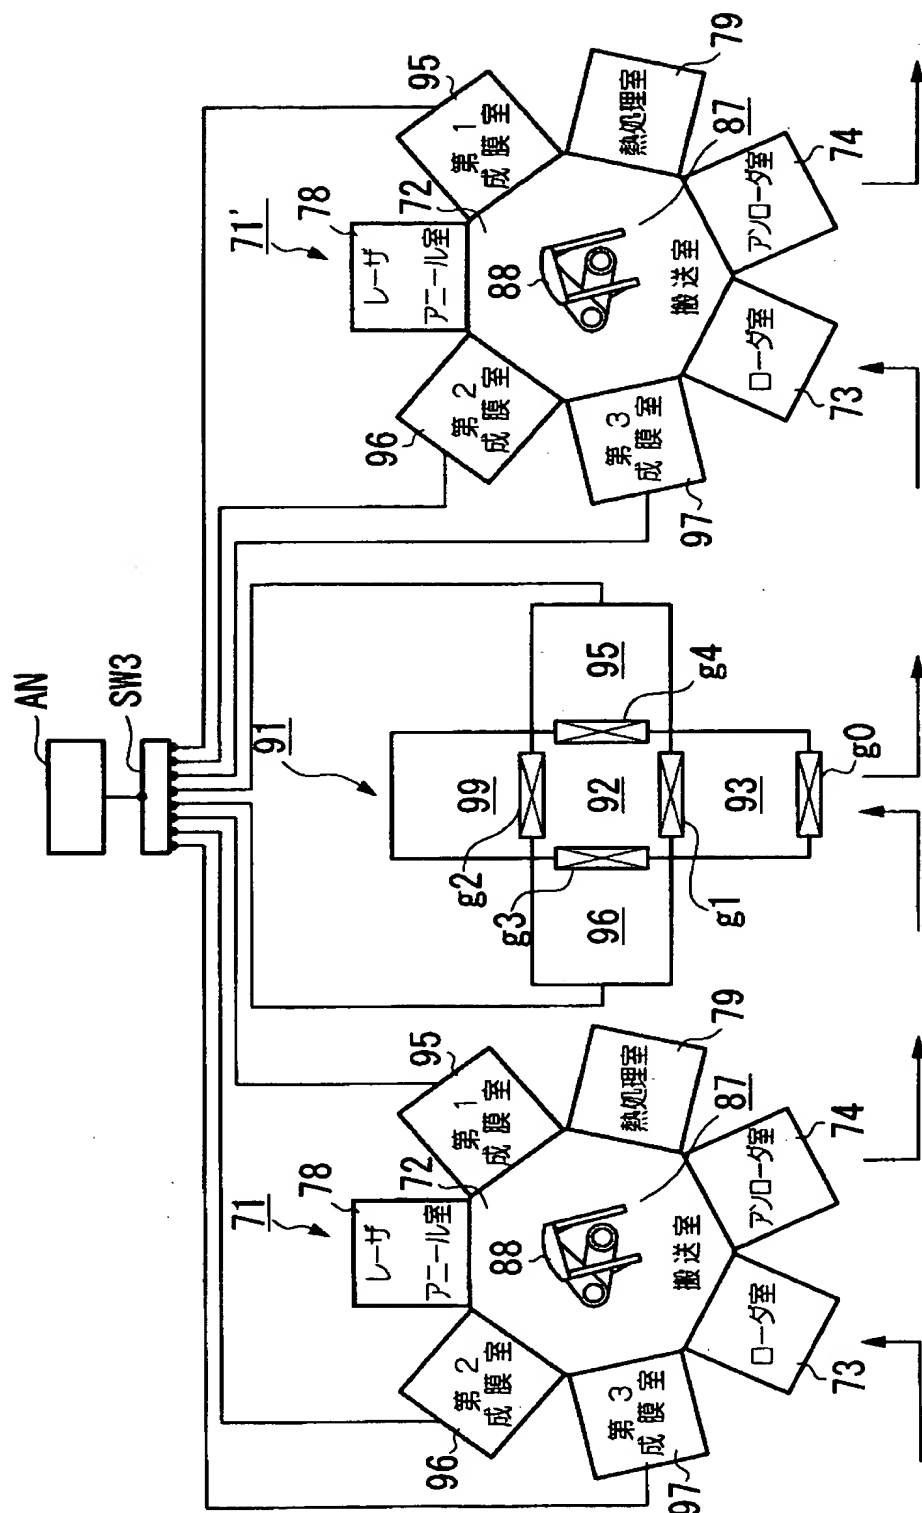 AN
SW3
71
78
レーザ
アニール室
72
95
第1
成膜室
96
第2
成膜室
97
第3
成膜室
79
熱処理室
88
搬送室
87
73
ローダ室
74
アンローダ室
91
99
g2
g3
96
92
95
g4
g1
93
g0
71'
78
レーザ
アニール室
72
95
第1
成膜室
96
第2
成膜室
97
第3
成膜室
79
熱処理室
88
搬送室
87
73
ローダ室
74
アンローダ室